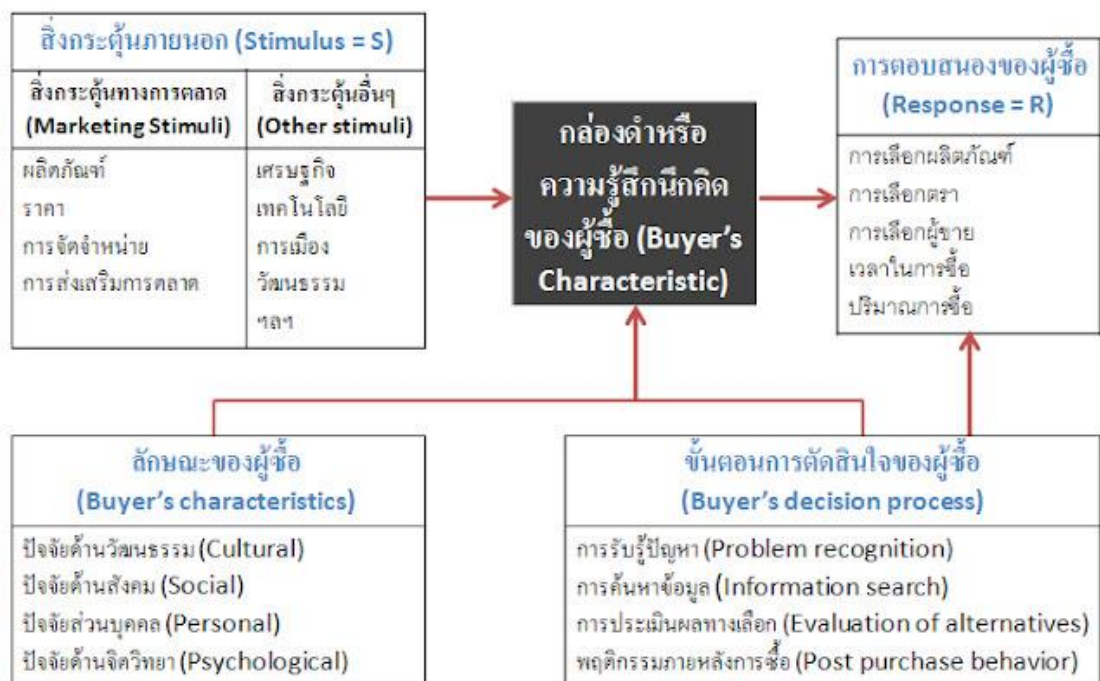 สิ่งกระตุ้นภายนอก (Stimulus = S)
สิ่งกระตุ้นทางการตลาด
(Marketing Stimuli)
ผลิตภัณฑ์
ราคา
การจัดจำหน่าย
การส่งเสริมการตลาด
สิ่งกระตุ้นอื่นๆ
(Other stimuli)
เศรษฐกิจ
เทคโนโลยี
การเมือง
วัฒนธรรม
ฯลฯ
กล่องดำหรือ
ความรู้สึกนึกคิด
ของผู้ซื้อ (Buyer’s
Characteristic)
การตอบสนองของผู้ซื้อ
(Response = R)
การเลือกผลิตภัณฑ์
การเลือกตรา
การเลือกผู้ขาย
เวลาในการซื้อ
ปริมาณการซื้อ
ลักษณะของผู้ซื้อ
(Buyer’s characteristics)
ปัจจัยด้านวัฒนธรรม (Cultural)
ปัจจัยด้านสังคม (Social)
ปัจจัยส่วนบุคคล (Personal)
ปัจจัยด้านจิตวิทยา (Psychological)
ขั้นตอนการตัดสินใจของผู้ซื้อ
(Buyer’s decision process)
การรับรู้ปัญหา (Problem recognition)
การค้นหาข้อมูล (Information search)
การประเมินผลทางเลือก (Evaluation of alternatives)
พฤติกรรมภายหลังการซื้อ (Post purchase behavior)